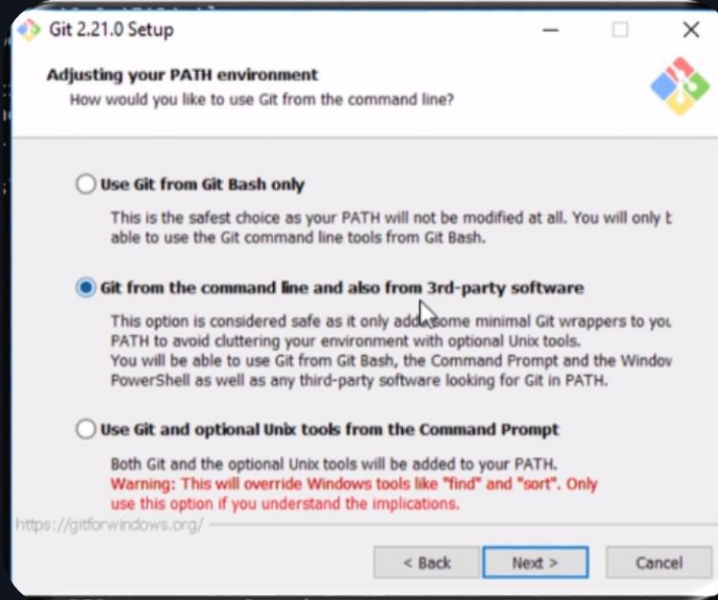 Git 2.21.0 Setup
Adjusting your PATH environment
How would you like to use Git from the command line?
Use Git from Git Bash only
This is the safest choice as your PATH will not be modified at all. You will only
able to use the Git command line tools from Git Bash.
Git from the command line and also from 3rd-party software
This option is considered safe as it only some minimal Git wrappers to
PATH to avoid cluttering your environment with optional Unix tools.
You will be able to use Git from Git Bash, the Command Prompt and the Window
PowerShell as well as any third-party software looking for Git in PATH.
Use Git and optional Unix tools from the Command Prompt
Both Git and the optional Unix tools will be added to your PATH.
Warning: This will override Windows tools like "find" and "sort". Only
use this option if you understand the implications.
https://gitforwindows.org/
< Back Next > Cancel